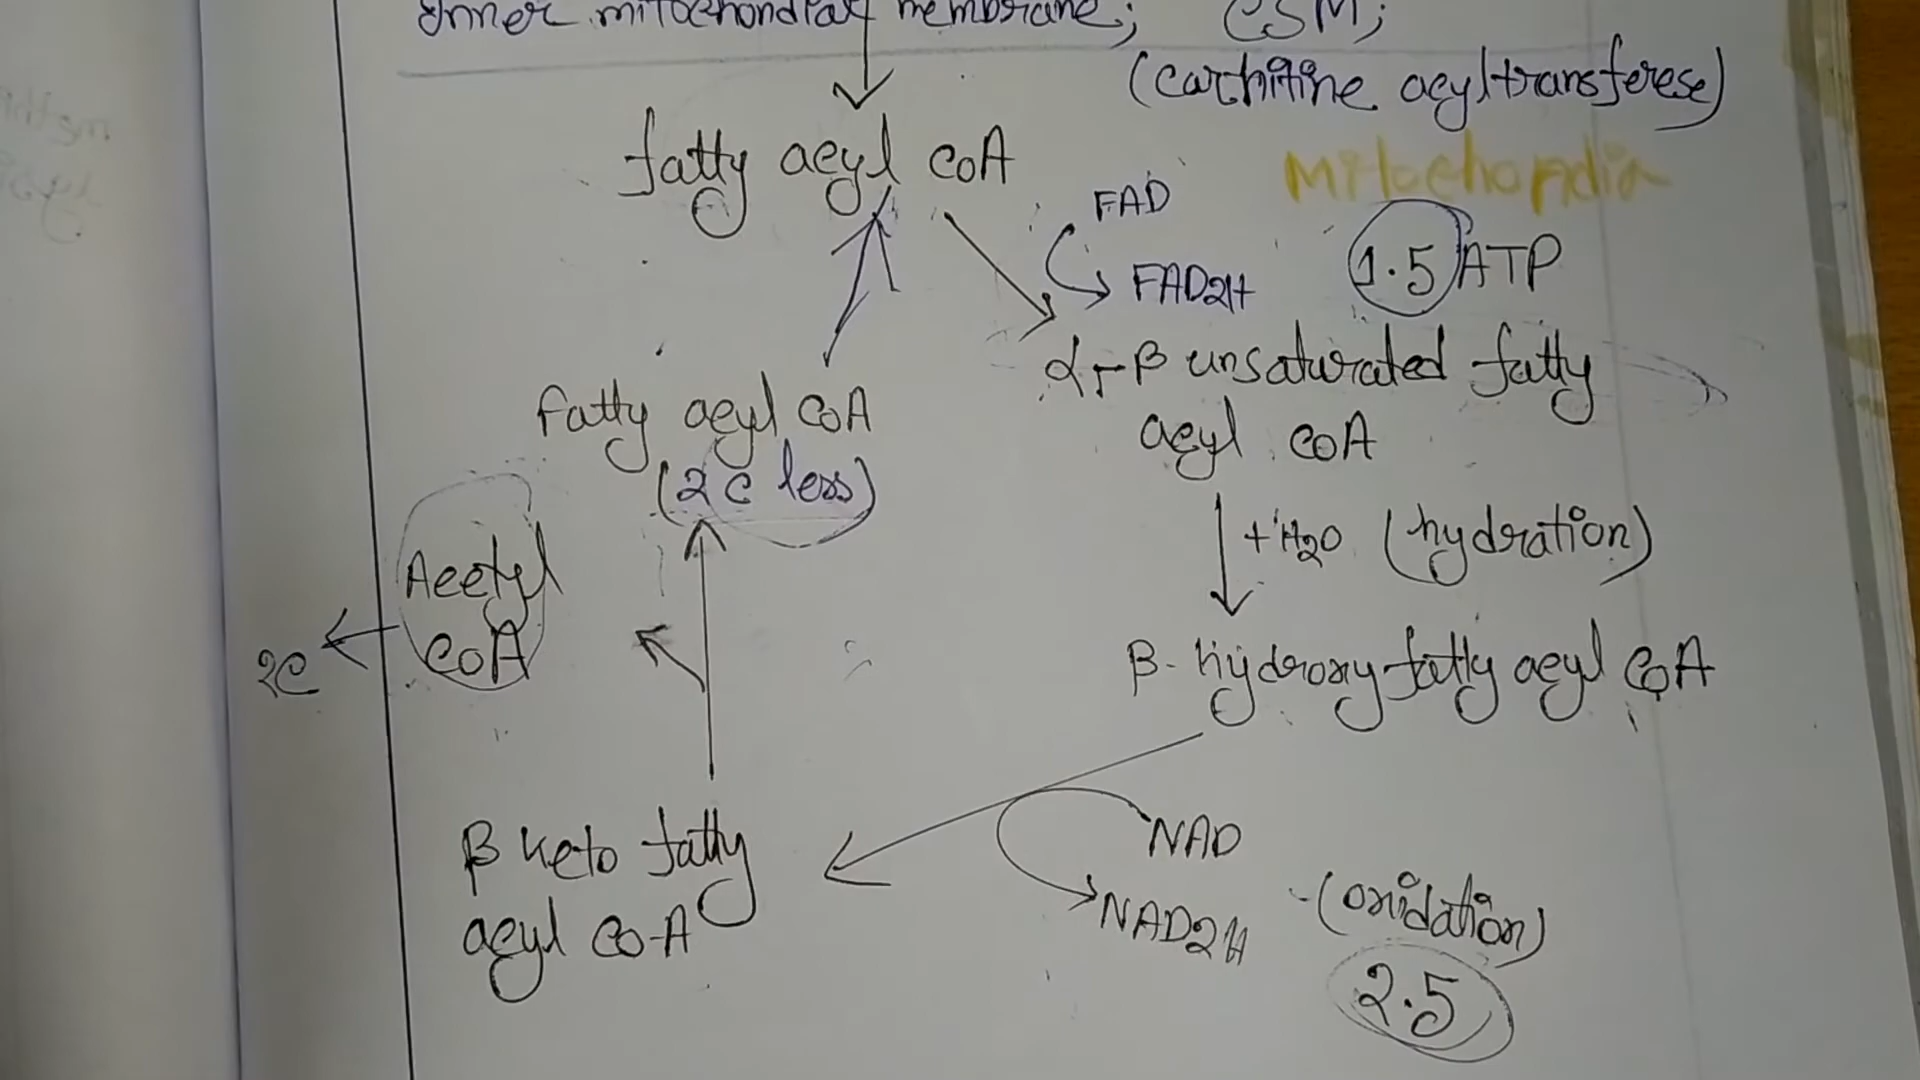 Inner mitochondrial membrane; CSM;
(carnitine acyltransferese)
fatty acyl coA
Mitochondia
FAD
FAD2H
1.5 ATP
α,-β unsaturated fatty
acyl coA
Fatty acyl CoA
(2C less)
+H2O (hydration)
Acetyl
CoA
2C
β-hydroxy fatty acyl CoA
NAD
NAD2H
-(oxidation)
2.5
β keto fatty
acyl Co-A